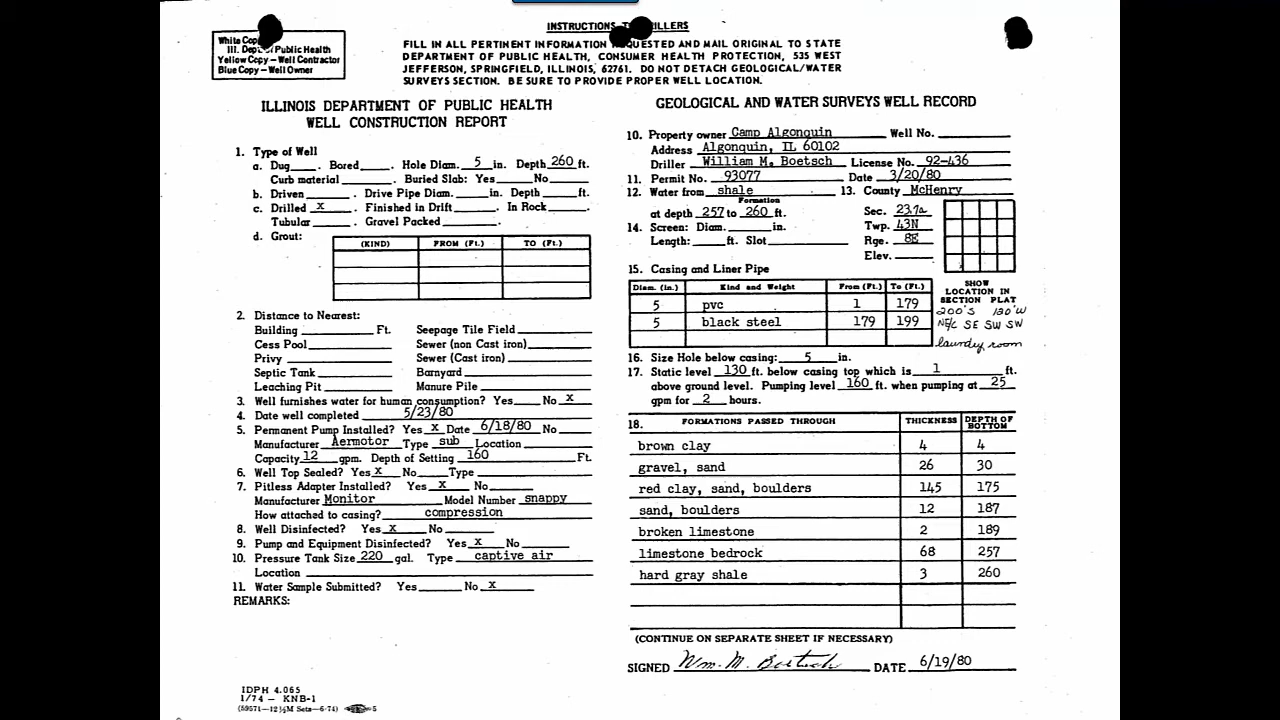 INSTRUCTIONS DRILLERS
White Copy
Ill. Dept. of Public Health
Yellow Copy – Well Contractor
Blue Copy – Well Owner
FILL IN ALL PERTINENT INFORMATION REQUESTED AND MAIL ORIGINAL TO STATE
DEPARTMENT OF PUBLIC HEALTH, CONSUMER HEALTH PROTECTION, 535 WEST
JEFFERSON, SPRINGFIELD, ILLINOIS, 62761. DO NOT DETACH GEOLOGICAL/WATER
SURVEYS SECTION. BE SURE TO PROVIDE PROPER WELL LOCATION.
ILLINOIS DEPARTMENT OF PUBLIC HEALTH
WELL CONSTRUCTION REPORT
1. Type of Well
a. Dug____. Bored____. Hole Diam. 5 in. Depth 260 ft.
Curb material____. Buried Slab: Yes____No____
b. Driven____. Drive Pipe Diam.____in. Depth____ft.
c. Drilled x. Finished in Drift____. In Rock____.
Tubular____. Gravel Packed____.
d. Grout:
(KIND) FROM (Ft.) TO (Ft.)
2. Distance to Nearest:
Building____Ft. Seepage Tile Field____
Cess Pool____ Sewer (non Cast iron)____
Privy____ Sewer (Cast iron)____
Septic Tank____ Barnyard____
Leaching Pit____ Manure Pile____
3. Well furnishes water for human consumption? Yes____No x
4. Date well completed 5/23/80
5. Permanent Pump Installed? Yes x Date 6/18/80 No____
Manufacturer Aermotor Type sub Location____
Capacity 12 gpm. Depth of Setting 160 Ft.
6. Well Top Sealed? Yes x No____Type____
7. Pitless Adapter Installed? Yes x No____
Manufacturer Monitor Model Number snappy
How attached to casing? compression
8. Well Disinfected? Yes x No____
9. Pump and Equipment Disinfected? Yes x No____
10. Pressure Tank Size 220 gal. Type captive air
Location____
11. Water Sample Submitted? Yes____ No x
REMARKS:
IDPH 4.065
1/74 – KNB-1
(59571—12½M Sets—6-74) 5
GEOLOGICAL AND WATER SURVEYS WELL RECORD
10. Property owner Camp Algonquin Well No.____
Address Algonquin, IL 60102
Driller William M. Boetsch License No. 92-436
11. Permit No. 93077 Date 3/20/80
12. Water from shale 13. County McHenry
Formation
at depth 257 to 260 ft. Sec. 23.7a
14. Screen: Diam.____in. Twp. 43N
Length:____ft. Slot____ Rge. 8E
Elev.____
15. Casing and Liner Pipe
Diam. (in.) Kind and Weight From (Ft.) To (Ft.)
5 pvc 1 179
5 black steel 179 199
SHOW
LOCATION IN
SECTION PLAT
200'S 130'W
NE/C SE SW SW
laundry room
16. Size Hole below casing: 5 in.
17. Static level 130 ft. below casing top which is 1 ft.
above ground level. Pumping level 160 ft. when pumping at 25
gpm for 2 hours.
18. FORMATIONS PASSED THROUGH THICKNESS DEPTH OF BOTTOM
brown clay 4 4
gravel, sand 26 30
red clay, sand, boulders 145 175
sand, boulders 12 187
broken limestone 2 189
limestone bedrock 68 257
hard gray shale 3 260
(CONTINUE ON SEPARATE SHEET IF NECESSARY)
SIGNED Wm. M. Boetsch DATE 6/19/80